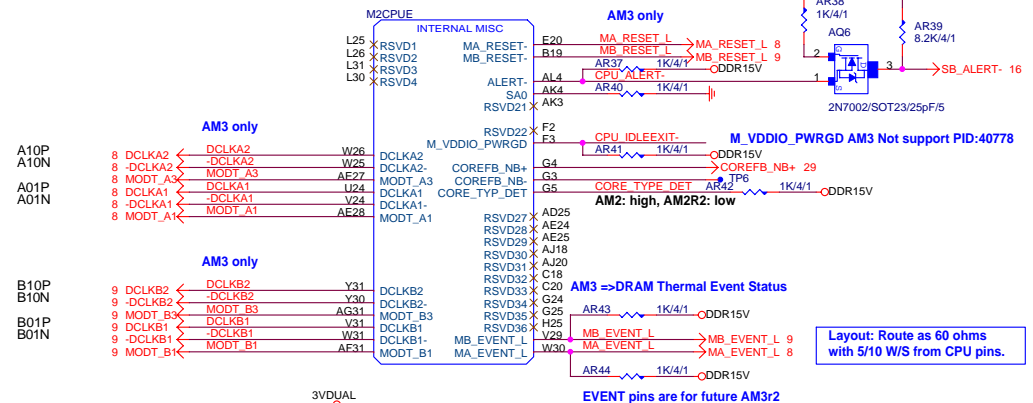 M2CPUE
INTERNAL MISC
AM3 only
AR38
1K/4/1
AR39
8.2K/4/1
AQ6
G
D
S
2
3
1
2N7002/SOT23/25pF/5
SB_ALERT- 16
L25 RSVD1
L26 RSVD2
L31 RSVD3
L30 RSVD4
MA_RESET- E20 MA_RESET_L MA_RESET_L 8
MB_RESET- B19 MB_RESET_L MB_RESET_L 9
AR37 1K/4/1 DDR15V
ALERT- AL4 CPU_ALERT-
SA0 AK4 AR40 1K/4/1
RSVD21 AK3
RSVD22 F2
M_VDDIO_PWRGD F3 CPU_IDLEEXIT- M_VDDIO_PWRGD AM3 Not support PID:40778
AR41 1K/4/1 DDR15V
COREFB_NB+ G4 COREFB_NB+ 29
COREFB_NB- G3 TP6
CORE_TYP_DET G5 CORE_TYPE_DET AR42 1K/4/1 DDR15V
AM2: high, AM2R2: low
AM3 only
A10P
A10N
A01P
A01N
8 DCLKA2 DCLKA2 W26 DCLKA2
8 -DCLKA2 -DCLKA2 W25 DCLKA2-
8 MODT_A3 MODT_A3 AE27 MODT_A3
8 DCLKA1 DCLKA1 U24 DCLKA1
8 -DCLKA1 -DCLKA1 V24 DCLKA1-
8 MODT_A1 MODT_A1 AE28 MODT_A1
RSVD27 AD25
RSVD28 AE24
RSVD29 AE25
RSVD30 AJ18
RSVD31 AJ20
RSVD32 C18
RSVD33 C20
RSVD34 G24
RSVD35 G25
RSVD36 H25
AM3 only
B10P
B10N
B01P
B01N
9 DCLKB2 DCLKB2 Y31 DCLKB2
9 -DCLKB2 -DCLKB2 Y30 DCLKB2-
9 MODT_B3 MODT_B3 AG31 MODT_B3
9 DCLKB1 DCLKB1 V31 DCLKB1
9 -DCLKB1 -DCLKB1 W31 DCLKB1-
9 MODT_B1 MODT_B1 AF31 MODT_B1
AM3 =>DRAM Thermal Event Status
AR43 1K/4/1 DDR15V
MB_EVENT_L V29 MB_EVENT_L MB_EVENT_L 9
MA_EVENT_L W30 MA_EVENT_L MA_EVENT_L 8
AR44 1K/4/1 DDR15V
Layout: Route as 60 ohms
with 5/10 W/S from CPU pins.
EVENT pins are for future AM3r2
3VDUAL